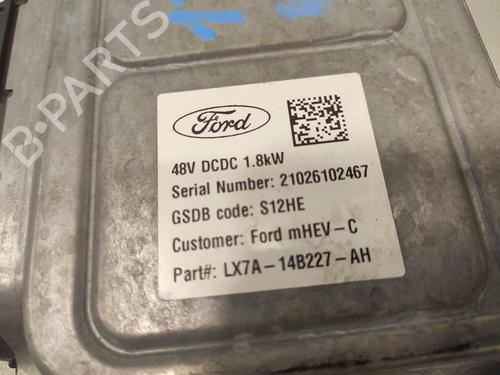 B-PARTS
Ford
48V DCDC 1.8kW
Serial Number: 21026102467
GSDB code: S12HE
Customer: Ford mHEV-C
Part#: LX7A-14B227-AH